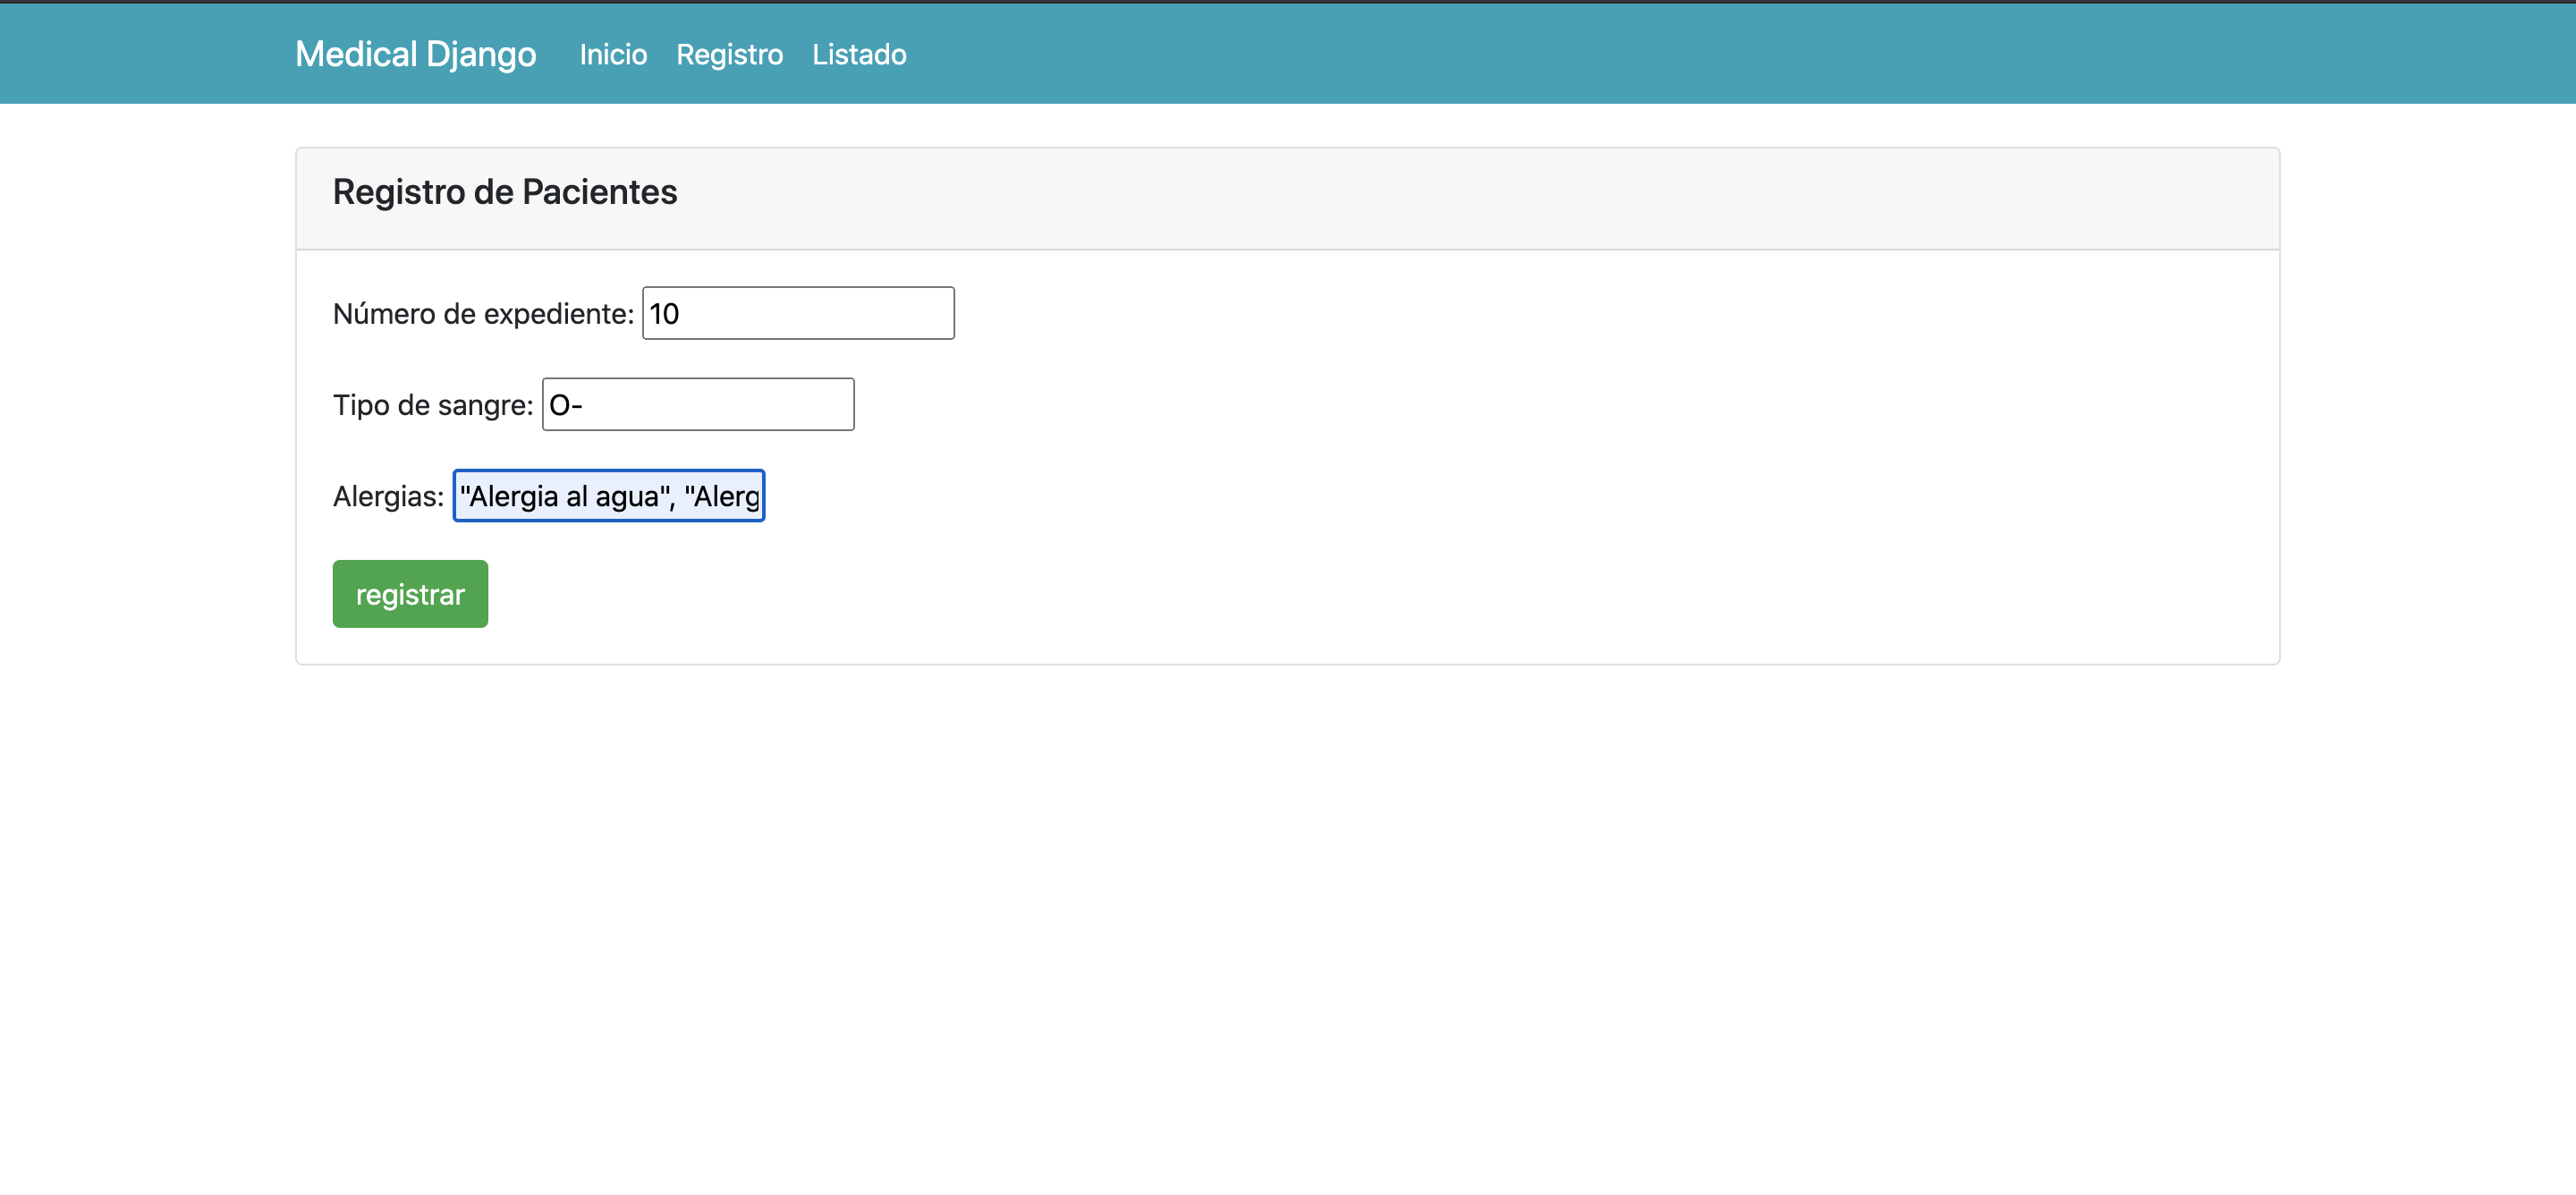 Medical Django Inicio Registro Listado
Registro de Pacientes
Número de expediente: 10
Tipo de sangre: O-
Alergias: "Alergia al agua", "Alerg
registrar